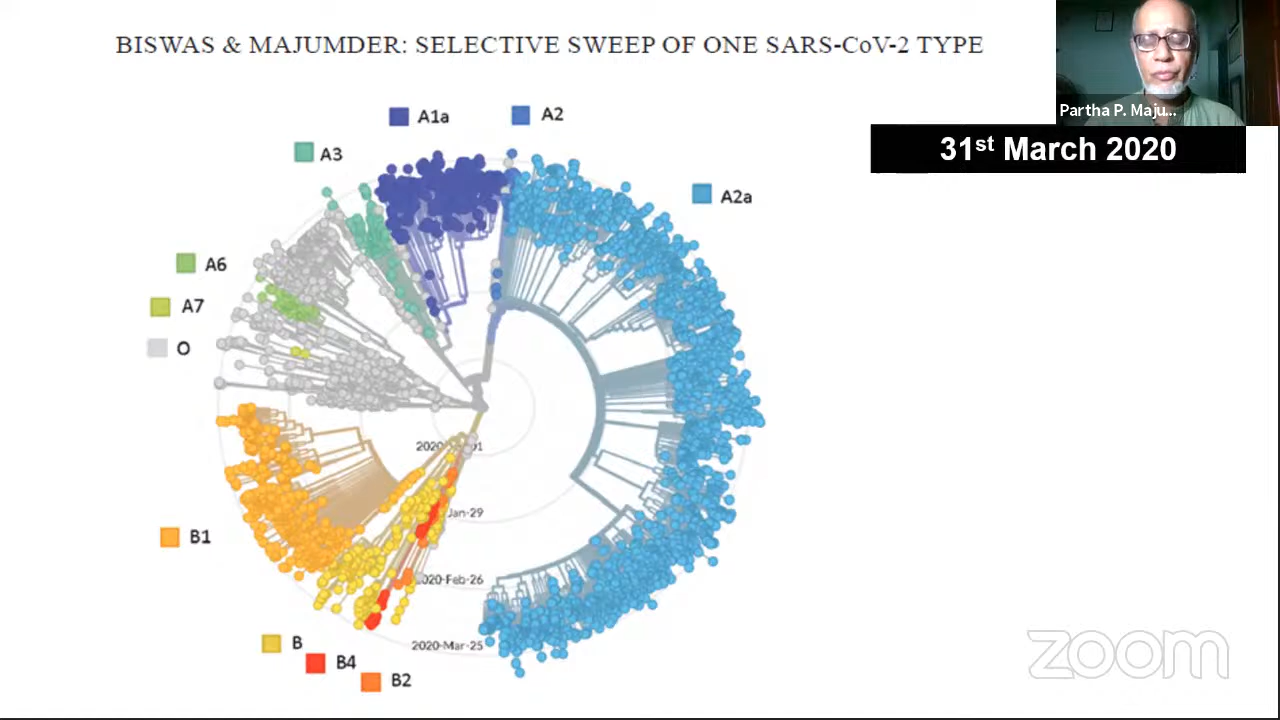 BISWAS & MAJUMDER: SELECTIVE SWEEP OF ONE SARS-CoV-2 TYPE
Partha P. Maju...
31st March 2020
A1a
A2
A3
A2a
A6
A7
O
Jan-29
B1
2020-Feb-26
B
2020-Mar-25
B4
B2
zoom